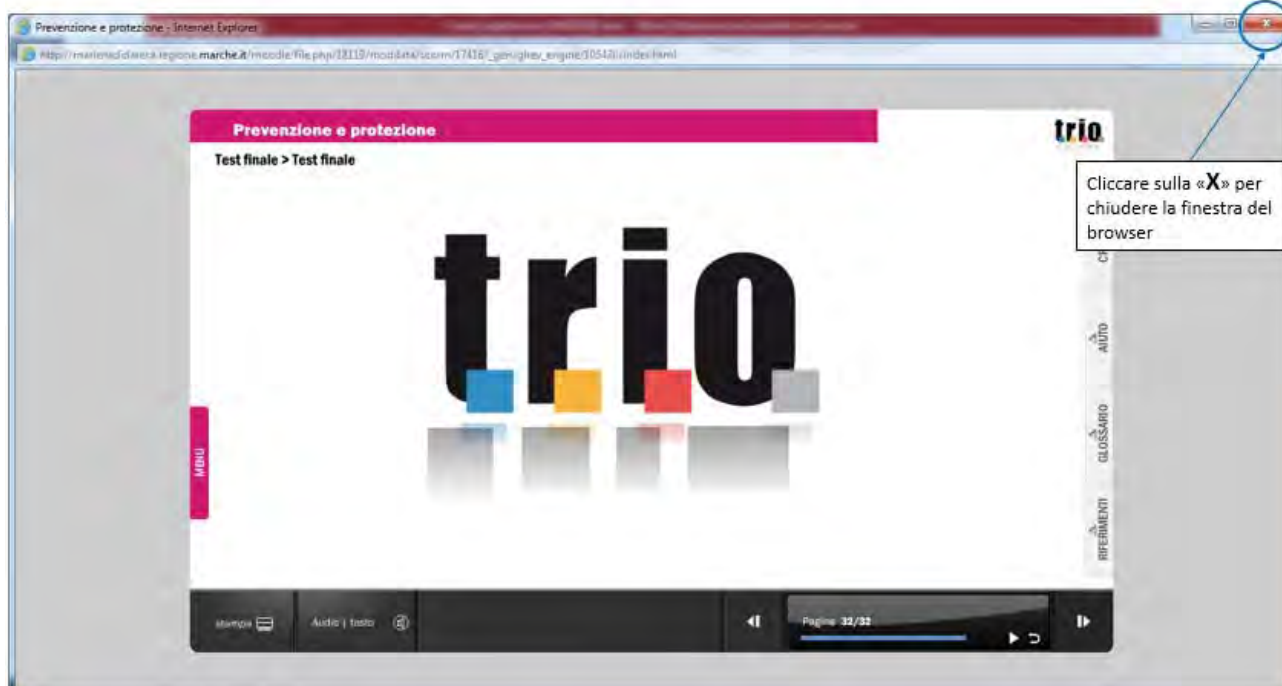 Prevenzione e protezione - Internet Explorer
Prevenzione e protezione
trio
Test finale > Test finale
Cliccare sulla «X» per
chiudere la finestra del
browser
trio
MENU
AIUTO
GLOSSARIO
RIFERIMENTI
stampa
Audio | testo
Pagina 32/32